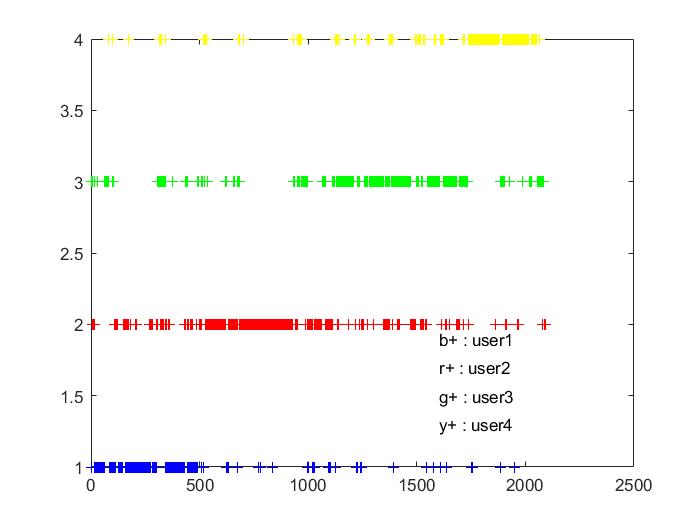 4
3.5
3
2.5
2
b+ : user1
r+ : user2
g+ : user3
1.5
y+ : user4
1
0 500 1000 1500 2000 2500